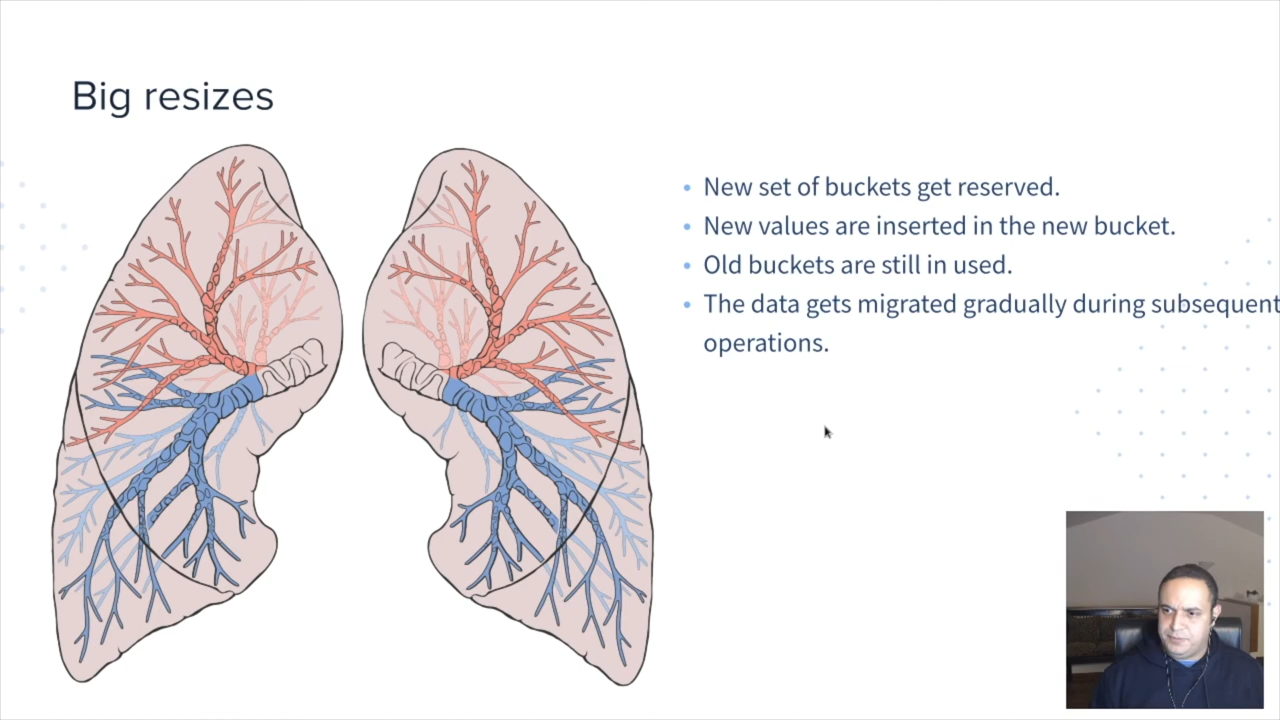 Big resizes
New set of buckets get reserved.
New values are inserted in the new bucket.
Old buckets are still in used.
The data gets migrated gradually during subsequent
operations.